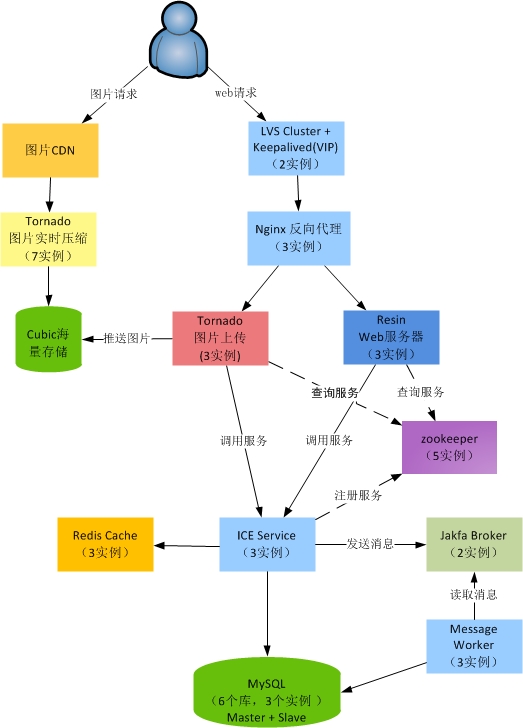 图片请求
web请求
图片CDN
LVS Cluster +
Keepalived(VIP)
（2实例）
Tornado
图片实时压缩
（7实例）
Nginx 反向代理
（3实例）
Cubic海
量存储
推送图片
Tornado
图片上传
(3实例)
Resin
Web服务器
（3实例）
查询服务
查询服务
调用服务
调用服务
zookeeper
（5实例）
注册服务
Redis Cache
（3实例）
ICE Service
（3实例）
发送消息
Jakfa Broker
（2实例）
读取消息
Message
Worker
（3实例）
MySQL
（6个库，3个实例 ）
Master + Slave